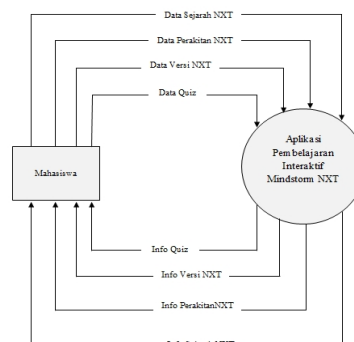 Data Sejarah NXT
Data Perakitan NXT
Data Versi NXT
Data Quiz
Mahasiswa
Aplikasi
Pembelajaran
Interaktif
Mindstorm NXT
Info Quiz
Info Versi NXT
Info PerakitanNXT